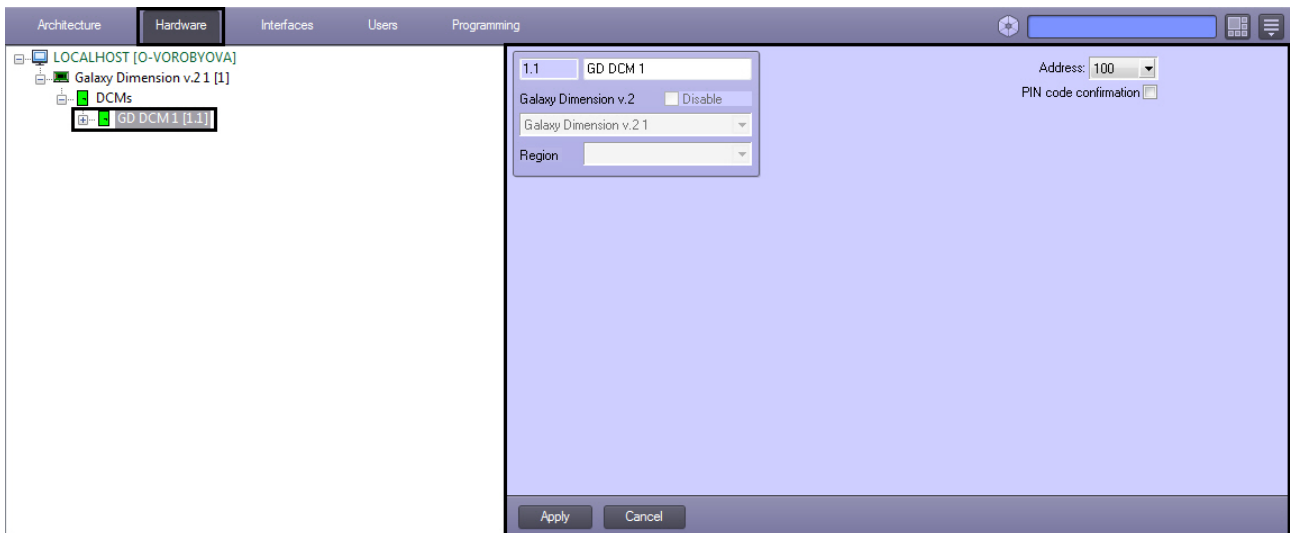 Architecture Hardware Interfaces Users Programming
LOCALHOST [O-VOROBYOVA]
Galaxy Dimension v.2 1 [1]
DCMs
GD DCM 1 [1.1]
1.1 GD DCM 1
Galaxy Dimension v.2 Disable
Galaxy Dimension v.2 1
Region
Address: 100
PIN code confirmation
Apply Cancel